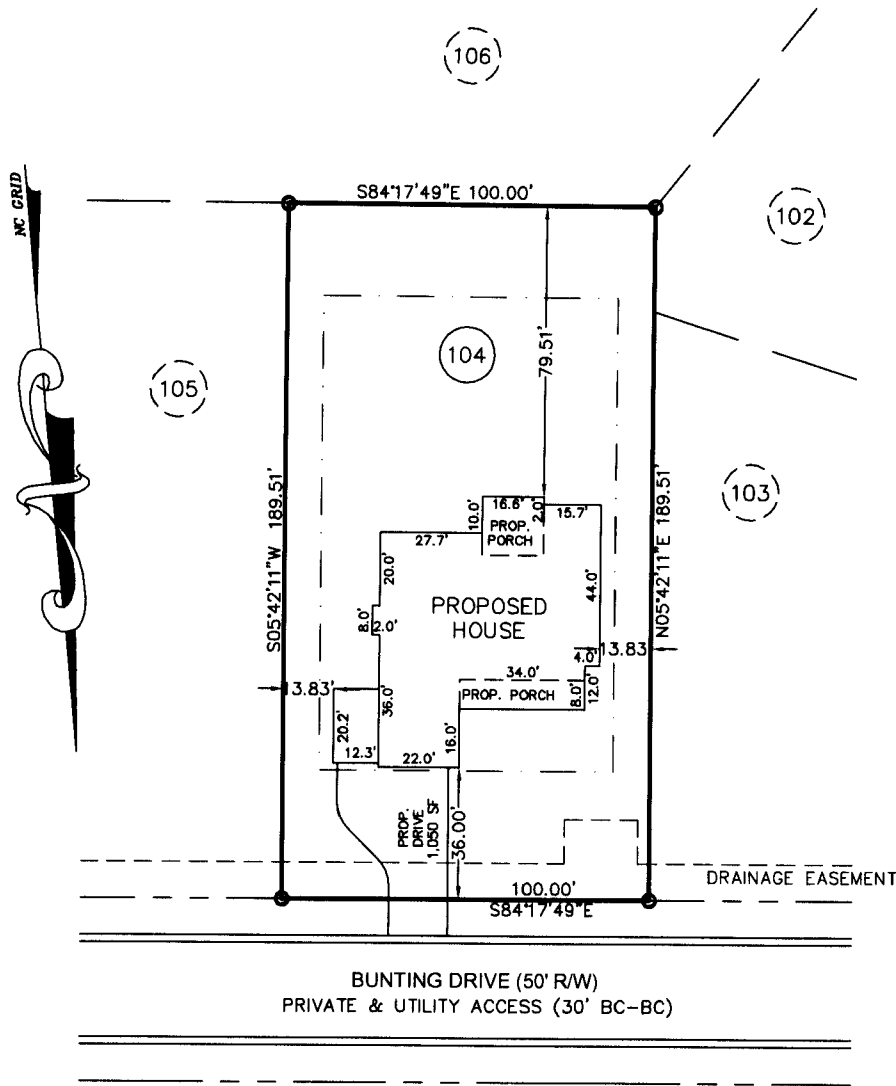 106
NC GRID
S84°17'49"E 100.00'
102
104
79.51'
105
103
S05°42'11"W 189.51'
N05°42'11"E 189.51'
16.6'
10.0'
2.0'
15.7'
PROP.
PORCH
27.7'
20.0'
44.0'
PROPOSED
HOUSE
8.0'
2.0'
13.83
4.0'
34.0'
13.83'
36.0'
PROP. PORCH
8.0'
12.0'
20.2'
16.0'
12.3'
22.0'
PROP.
DRIVE
1,050 SF
36.00'
DRAINAGE EASEMENT
100.00'
S84°17'49"E
BUNTING DRIVE (50' R/W)
PRIVATE & UTILITY ACCESS (30' BC-BC)